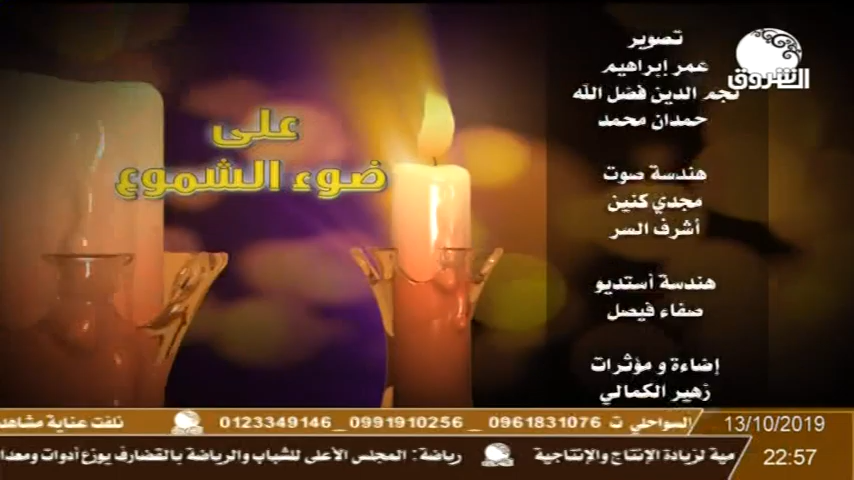 الشروق
تصوير
عمر إبراهيم
نجم الدين فضل الله
حمدان محمد
على
ضوء الشموع
هندسة صوت
مجدي كنين
أشرف السر
هندسة أستديو
صفاء فيصل
إضاءة و مؤثرات
زهير الكمالي
السواحلي ت 0961831076 _ 0991910256 _ 0123349146 نلفت عناية مشاهد
13/10/2019
مية لزيادة الإنتاج والإنتاجية رياضة : المجلس الأعلى للشباب والرياضة بالقضارف يوزع أدوات ومعدا
22:57